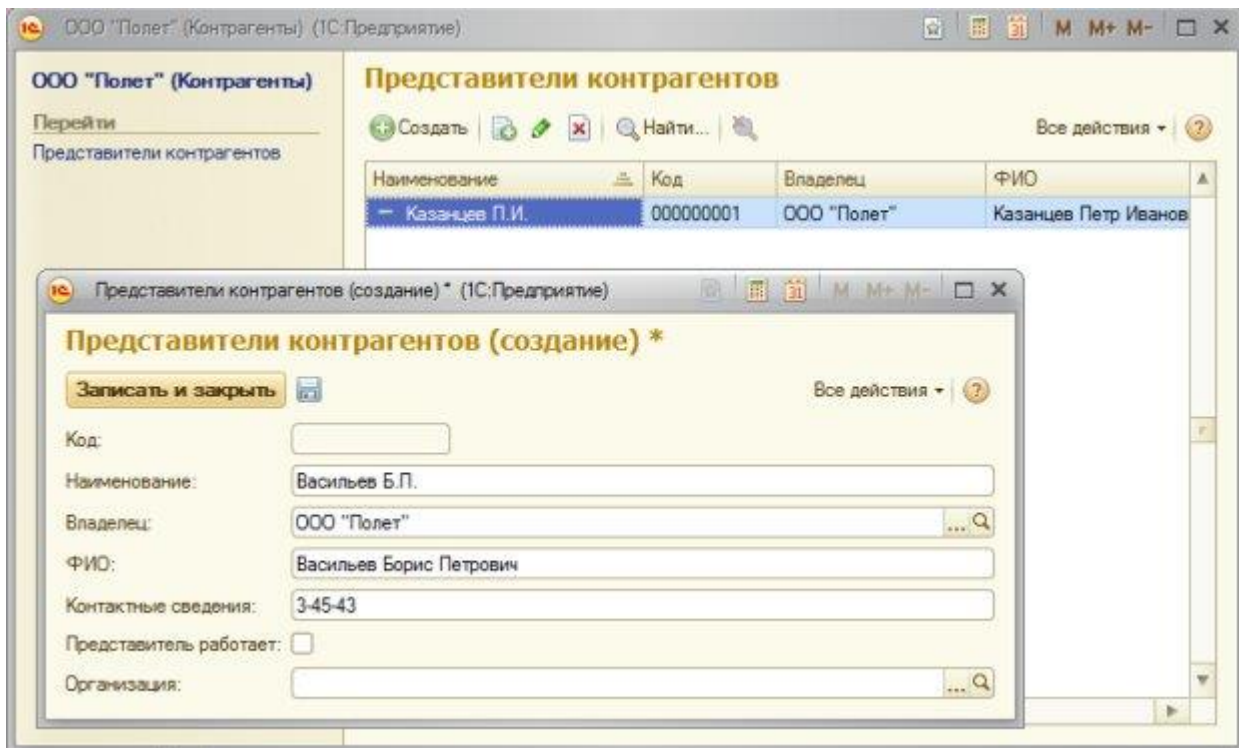 ООО "Полет" (Контрагенты) (1С:Предприятие)
31 M M+ M-
ООО "Полет" (Контрагенты)
Перейти
Представители контрагентов
Представители контрагентов
Создать Найти... Все действия
Наименование Код Владелец ФИО
Казанцев П.И. 000000001 ООО "Полет" Казанцев Петр Иванов
Представители контрагентов (создание) * (1С:Предприятие) 31 M M+ M-
Представители контрагентов (создание) *
Записать и закрыть Все действия
Код:
Наименование: Васильев Б.П.
Владелец: ООО "Полет" ...
ФИО: Васильев Борис Петрович
Контактные сведения: 3-45-43
Представитель работает:
Организация: ...